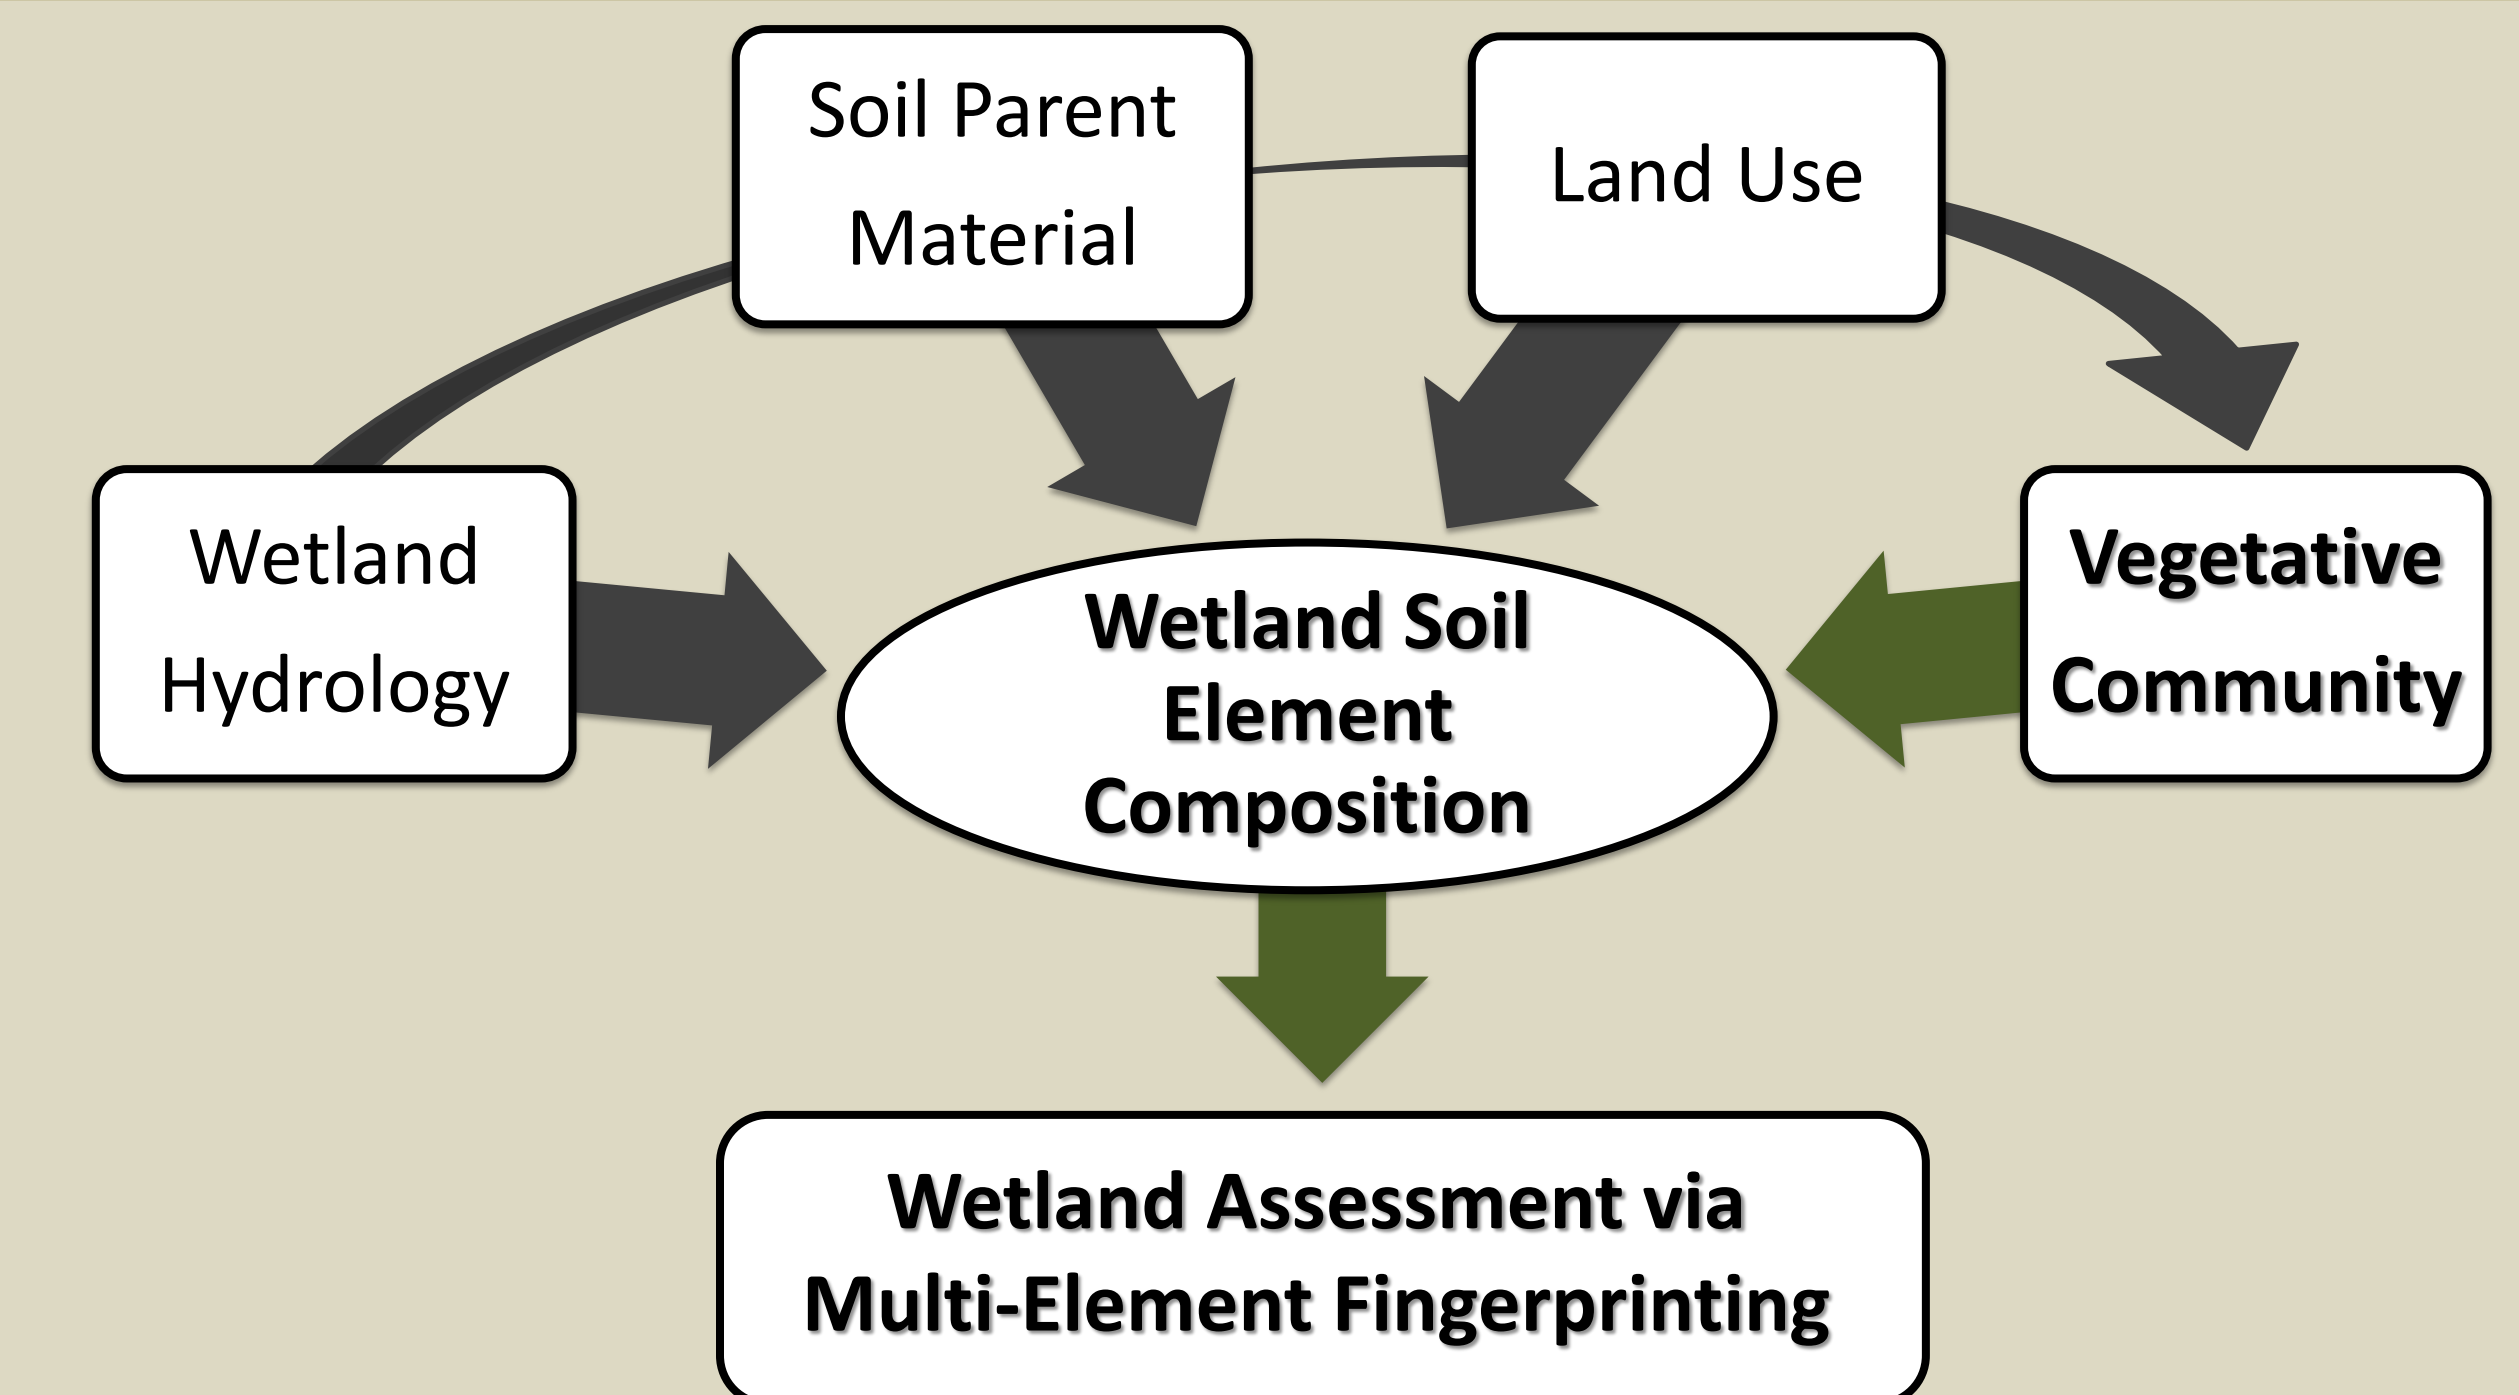 Soil Parent
Material
Land Use
Wetland
Hydrology
Wetland Soil
Element
Composition
Vegetative
Community
Wetland Assessment via
Multi-Element Fingerprinting